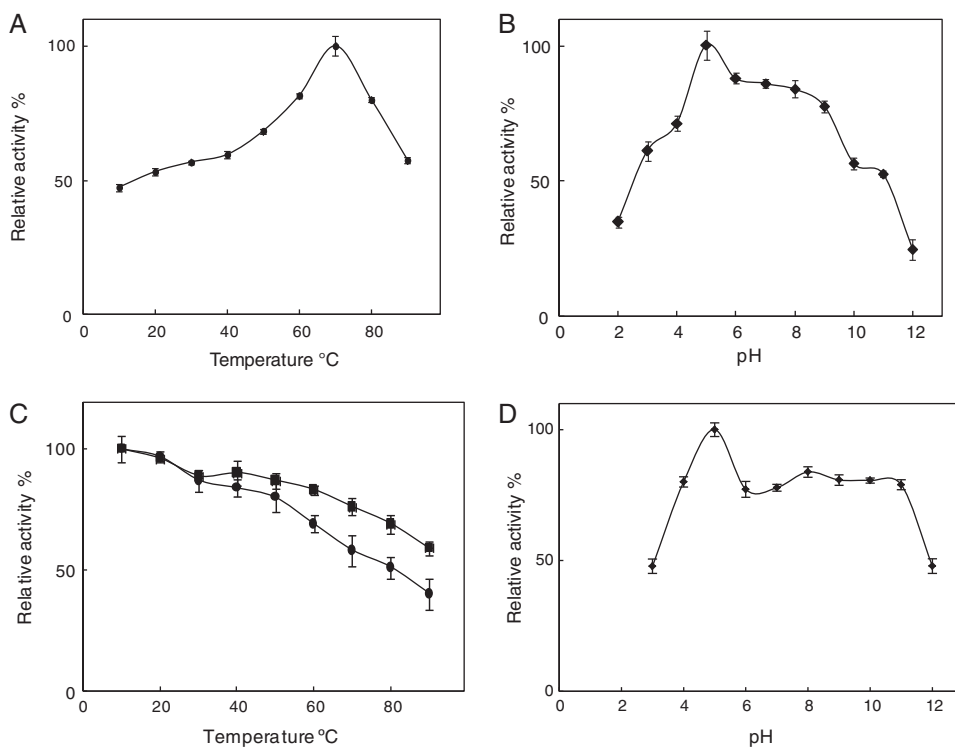 A
Relative activity %
100
50
0
0 20 40 60 80
Temperature °C
B
Relative activity %
100
50
0
0 2 4 6 8 10 12
pH
C
Relative activity %
100
50
0
0 20 40 60 80
Temperature ºC
D
Relative activity %
100
50
0
0 2 4 6 8 10 12
pH